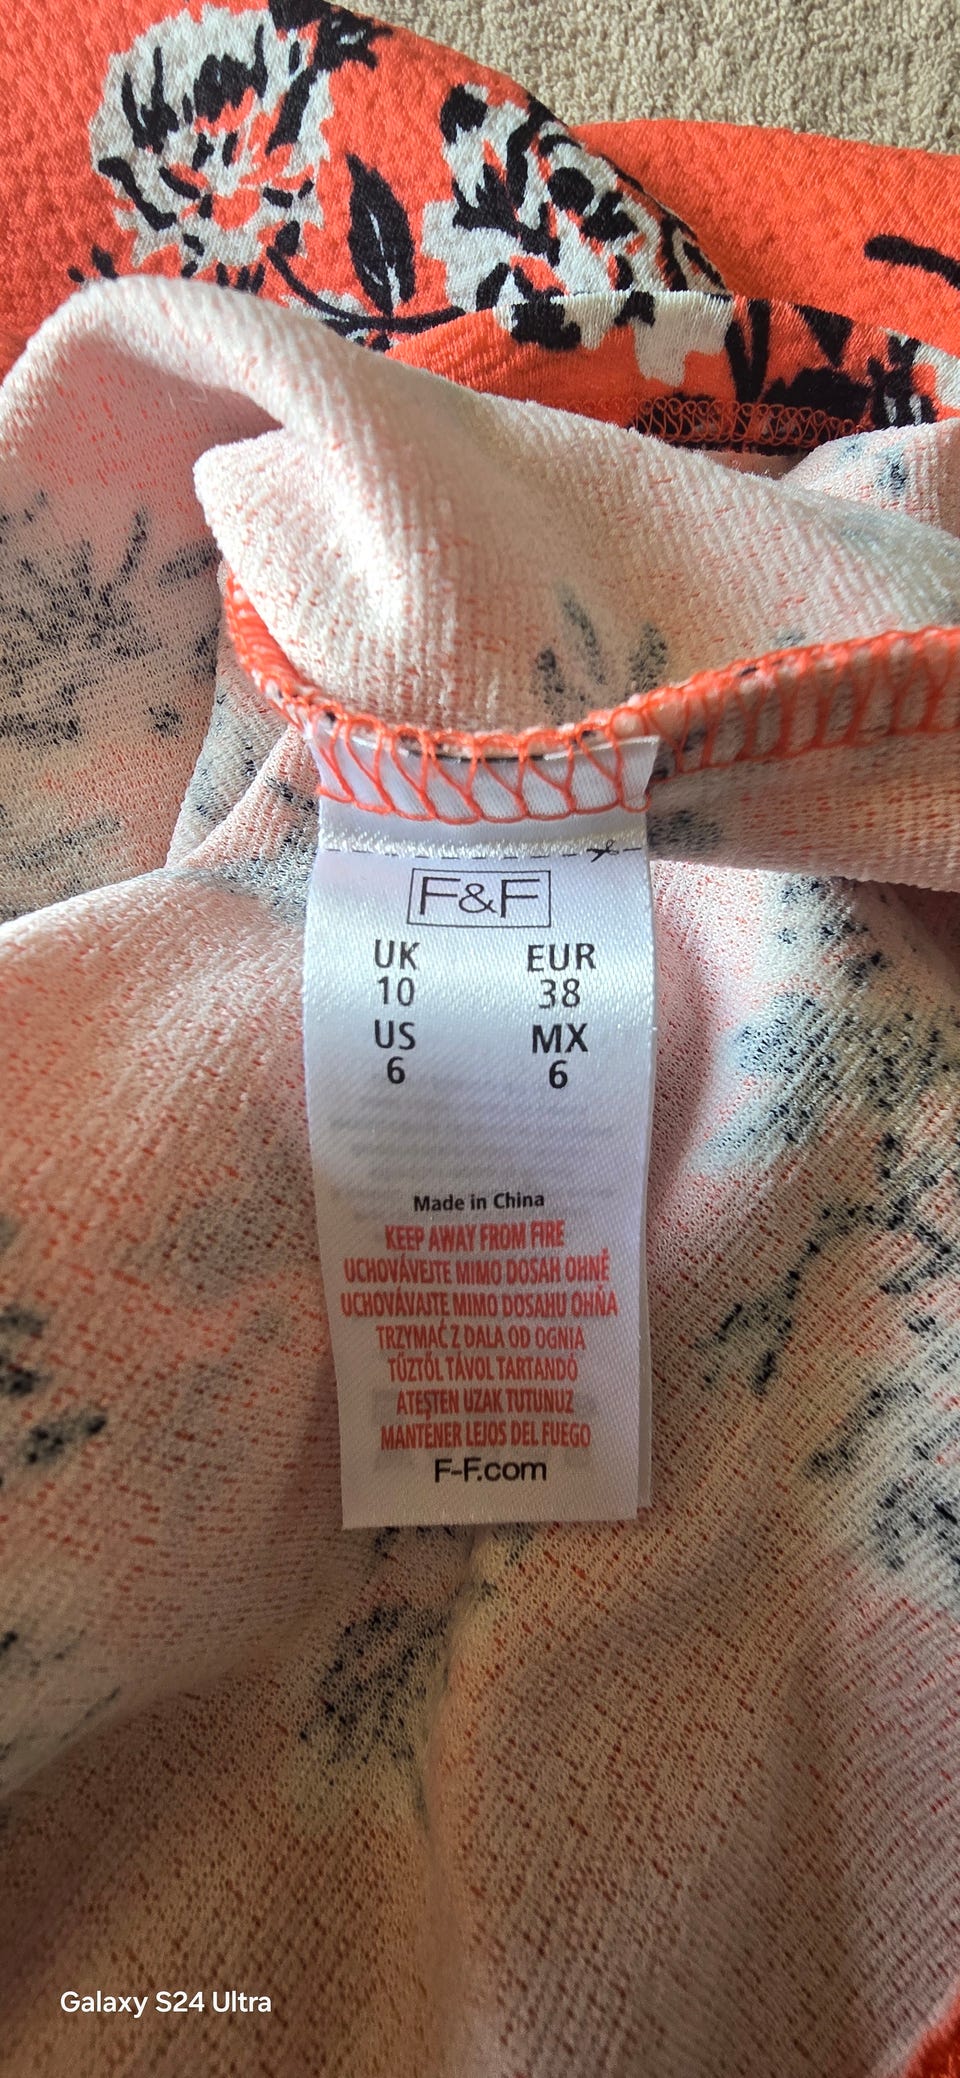 F&F
UK EUR
10 38
US MX
6 6
Made in China
KEEP AWAY FROM FIRE
UCHOVÁVEJTE MIMO DOSAH OHNĚ
UCHOVÁVAJTE MIMO DOSAHU OHŇA
TRZYMAĆ Z DALA OD OGNIA
TŰZTŐL TÁVOL TARTANDÓ
ATEŞTEN UZAK TUTUNUZ
MANTENER LEJOS DEL FUEGO
F-F.com
Galaxy S24 Ultra